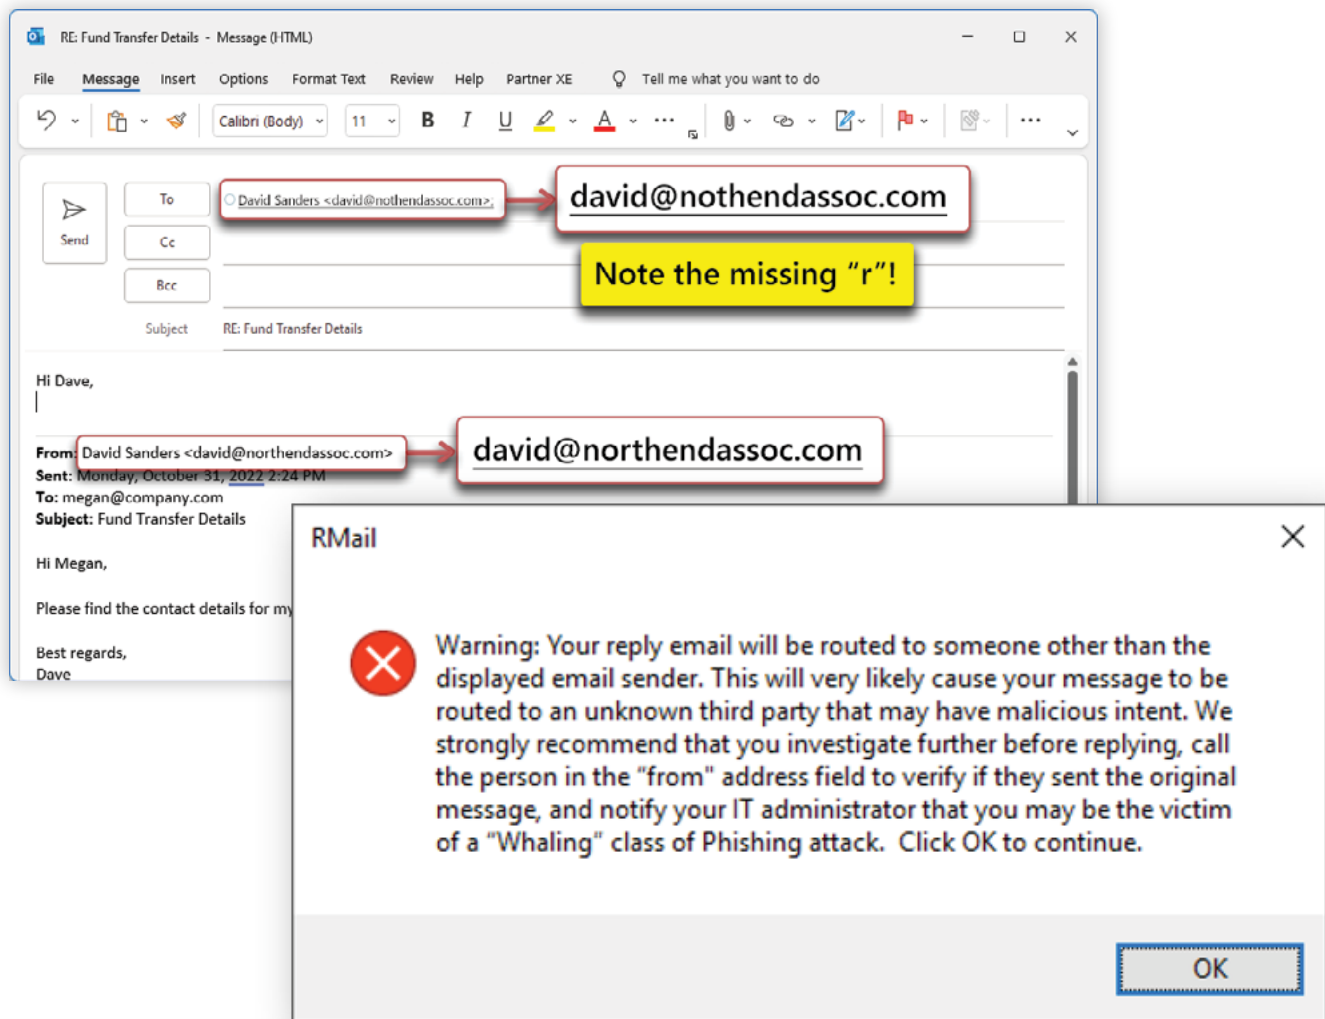 RE: Fund Transfer Details - Message (HTML)
File Message Insert Options Format Text Review Help Partner XE Tell me what you want to do
Calibri (Body) 11 B I U A ...
To David Sanders <david@nothendassoc.com>; david@nothendassoc.com
Send
Cc
Note the missing “r”!
Bcc
Subject RE: Fund Transfer Details
Hi Dave,
From: David Sanders <david@northendassoc.com> david@northendassoc.com
Sent: Monday, October 31, 2022 2:24 PM
To: megan@company.com
Subject: Fund Transfer Details
Hi Megan,
Please find the contact details for my
Best regards,
Dave
RMail
Warning: Your reply email will be routed to someone other than the
displayed email sender. This will very likely cause your message to be
routed to an unknown third party that may have malicious intent. We
strongly recommend that you investigate further before replying, call
the person in the "from" address field to verify if they sent the original
message, and notify your IT administrator that you may be the victim
of a "Whaling" class of Phishing attack. Click OK to continue.
OK